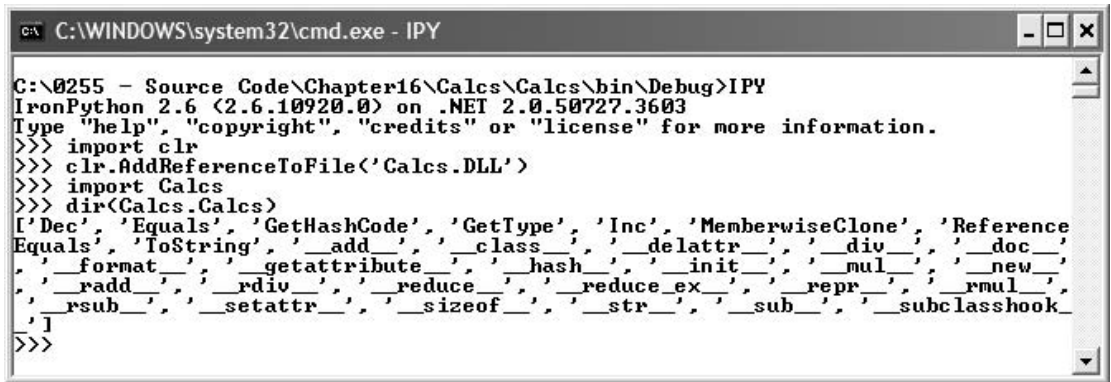 C:\WINDOWS\system32\cmd.exe - IPY
C:\0255 - Source Code\Chapter16\Calcs\Calcs\bin\Debug>IPY
IronPython 2.6 (2.6.10920.0) on .NET 2.0.50727.3603
Type "help", "copyright", "credits" or "license" for more information.
>>> import clr
>>> clr.AddReferenceToFile('Calcs.DLL')
>>> import Calcs
>>> dir(Calcs.Calcs)
['Dec', 'Equals', 'GetHashCode', 'GetType', 'Inc', 'MemberwiseClone', 'Reference
Equals', 'ToString', '__add__', '__class__', '__delattr__', '__div__', '__doc__'
, '__format__', '__getattribute__', '__hash__', '__init__', '__mul__', '__new__'
, '__radd__', '__rdiv__', '__reduce__', '__reduce_ex__', '__repr__', '__rmul__',
 '__rsub__', '__setattr__', '__sizeof__', '__str__', '__sub__', '__subclasshook_
_']
>>>